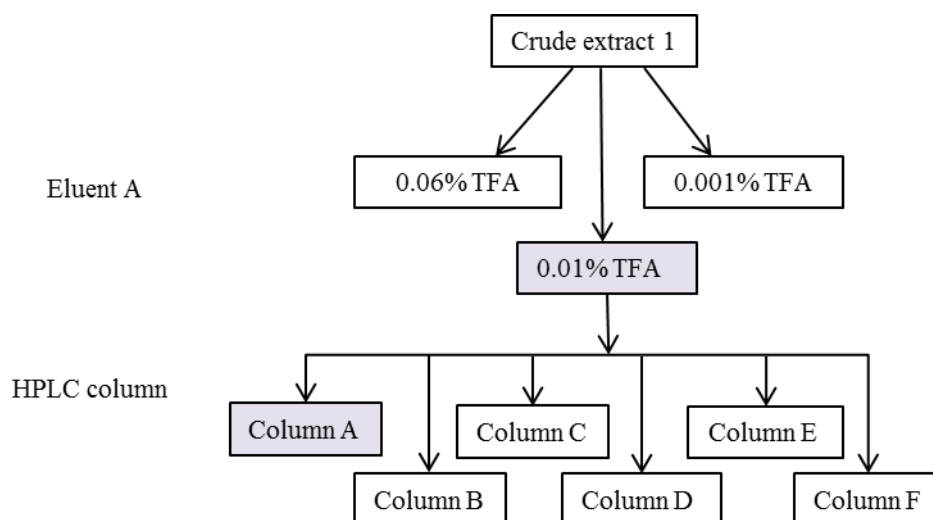 Crude extract 1
Eluent A
0.06% TFA
0.001% TFA
0.01% TFA
HPLC column
Column A
Column C
Column E
Column B
Column D
Column F